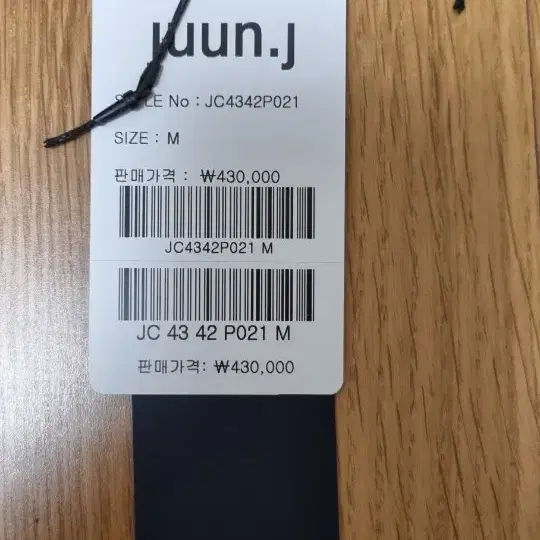 juun.j
STYLE No : JC4342P021
SIZE : M
판매가격 : ₩430,000
JC4342P021 M
JC 43 42 P021 M
판매가격: ₩430,000